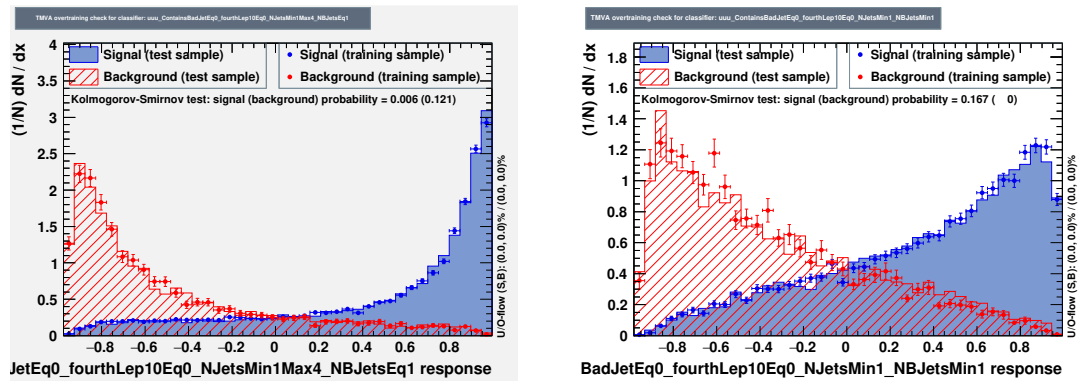 TMVA overtraining check for classifier: uuu_ContainsBadJetEq0_fourthLep10Eq0_NJetsMin1Max4_NBJetsEq1
(1/N) dN / dx
Signal (test sample)
Background (test sample)
Signal (training sample)
Background (training sample)
Kolmogorov-Smirnov test: signal (background) probability = 0.006 (0.121)
4
3.5
3
2.5
2
1.5
1
0.5
0
−0.8 −0.6 −0.4 −0.2 0 0.2 0.4 0.6 0.8
JetEq0_fourthLep10Eq0_NJetsMin1Max4_NBJetsEq1 response
U/O-flow (S,B): (0.0, 0.0)% / (0.0, 0.0)%
TMVA overtraining check for classifier: uuu_ContainsBadJetEq0_fourthLep10Eq0_NJetsMin1_NBJetsMin1
(1/N) dN / dx
Signal (test sample)
Background (test sample)
Signal (training sample)
Background (training sample)
Kolmogorov-Smirnov test: signal (background) probability = 0.167 ( 0)
1.8
1.6
1.4
1.2
1
0.8
0.6
0.4
0.2
0
−0.8 −0.6 −0.4 −0.2 0 0.2 0.4 0.6 0.8
BadJetEq0_fourthLep10Eq0_NJetsMin1_NBJetsMin1 response
U/O-flow (S,B): (0.0, 0.0)% / (0.0, 0.0)%